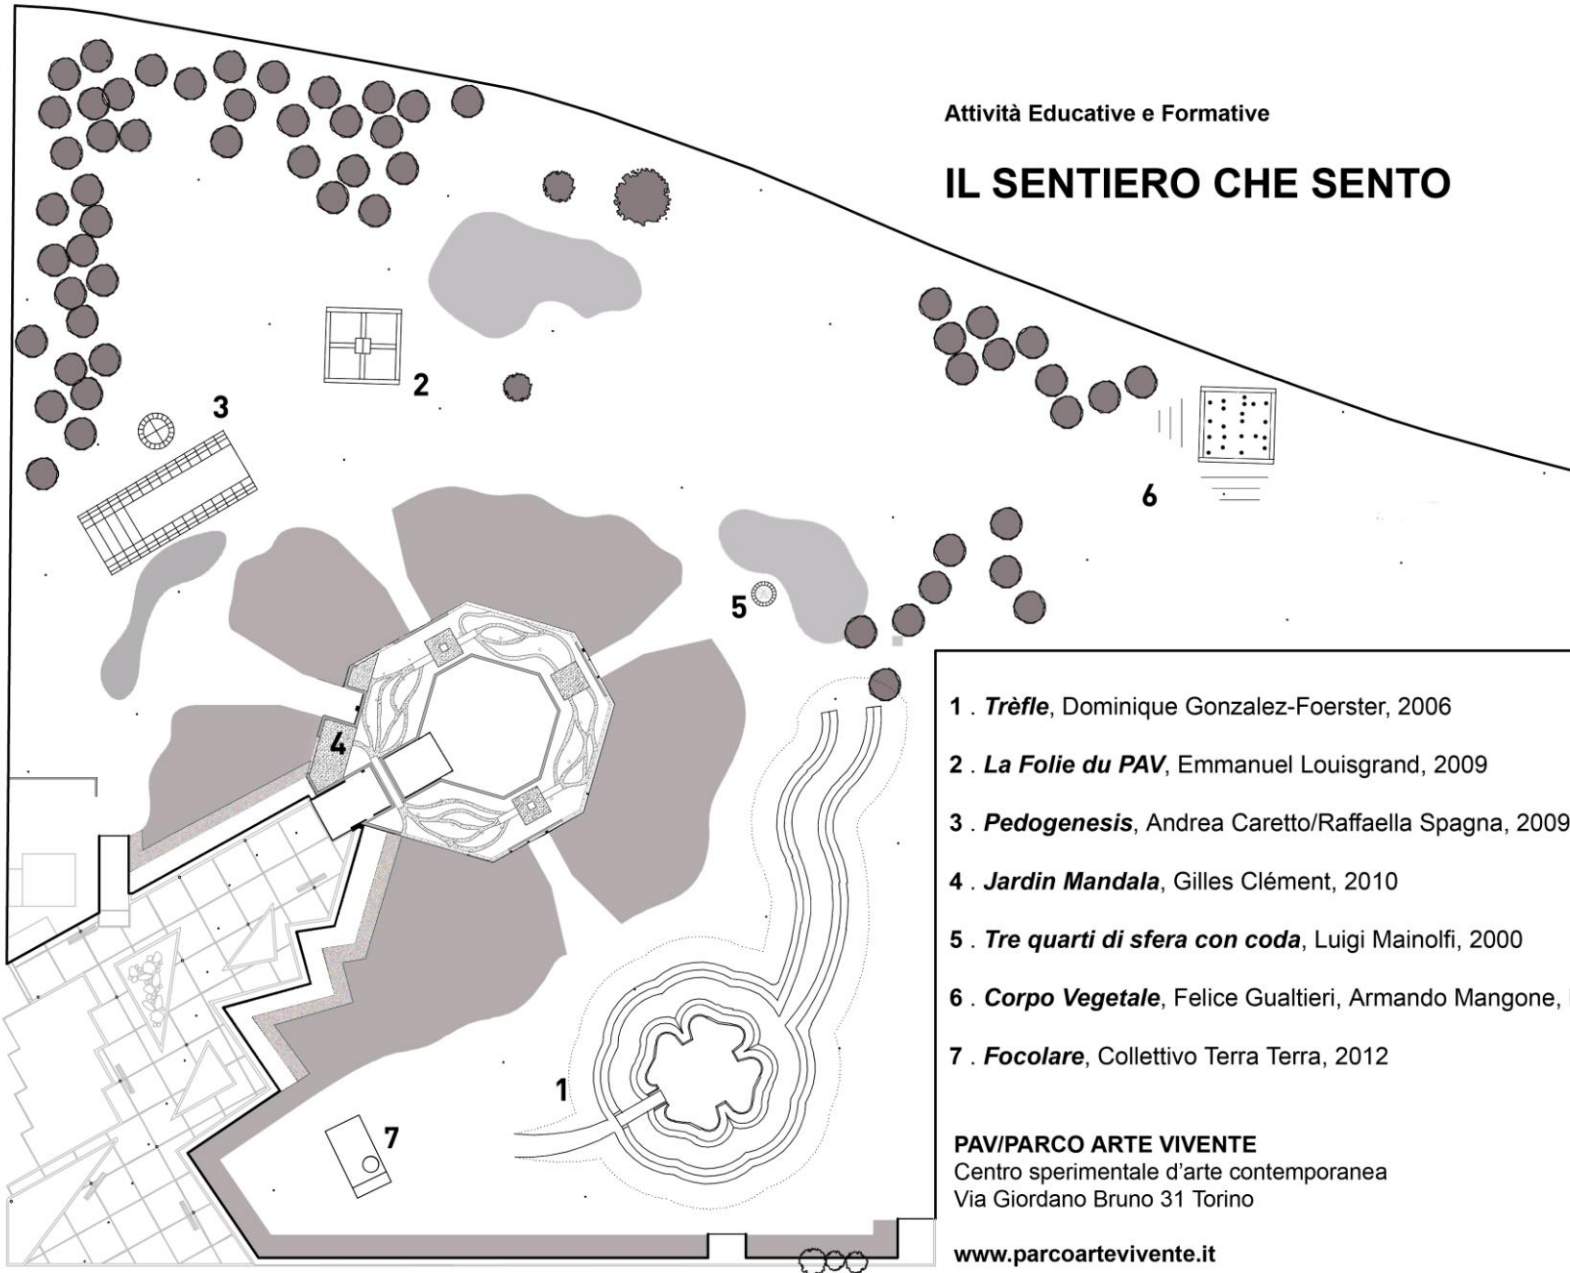 Attività Educative e Formative
IL SENTIERO CHE SENTO
2
3
6
5
4
1
7
1 . Trèfle, Dominique Gonzalez-Foerster, 2006
2 . La Folie du PAV, Emmanuel Louisgrand, 2009
3 . Pedogenesis, Andrea Caretto/Raffaella Spagna, 2009
4 . Jardin Mandala, Gilles Clément, 2010
5 . Tre quarti di sfera con coda, Luigi Mainolfi, 2000
6 . Corpo Vegetale, Felice Gualtieri, Armando Mangone,
7 . Focolare, Collettivo Terra Terra, 2012
PAV/PARCO ARTE VIVENTE
Centro sperimentale d'arte contemporanea
Via Giordano Bruno 31 Torino
www.parcoartevivente.it